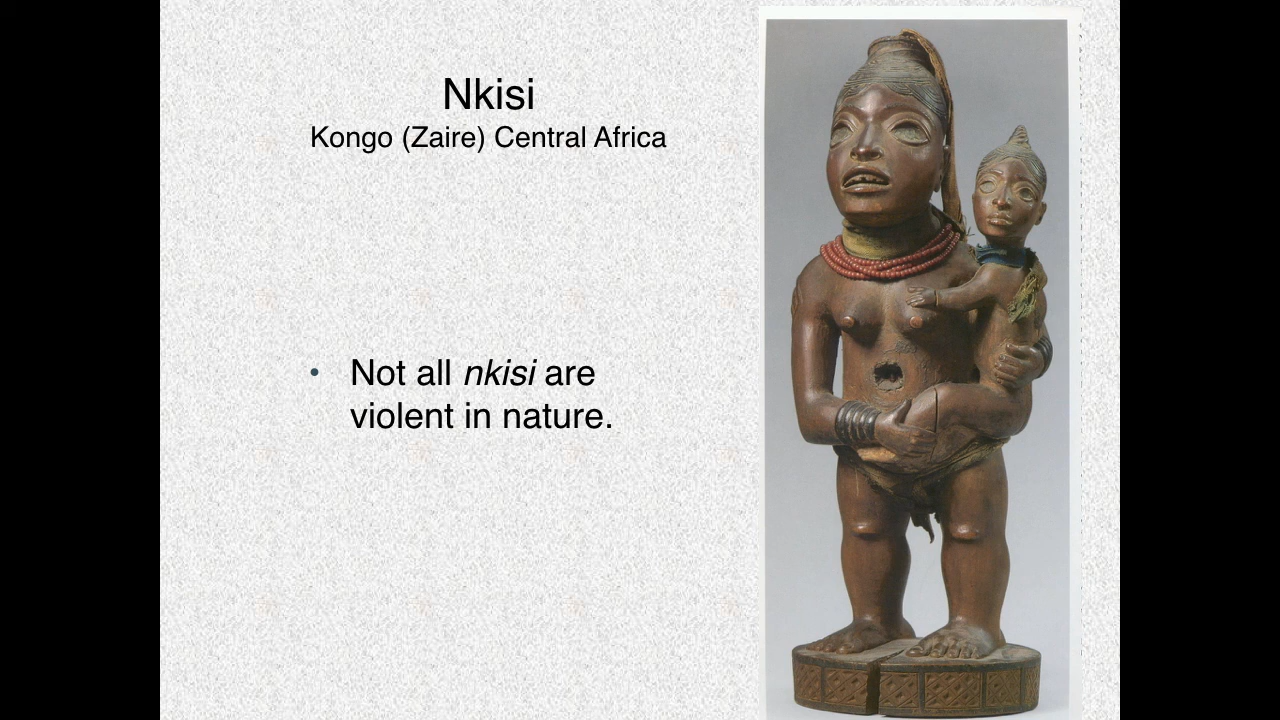 Nkisi
Kongo (Zaire) Central Africa
• Not all nkisi are
violent in nature.